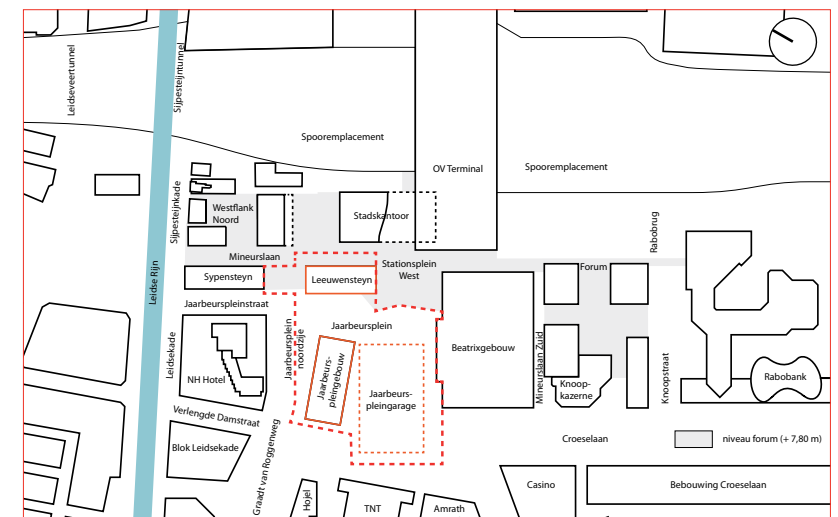 Leidseveertunnel
Sijpesteijntunnel
Spooremplacement
OV Terminal
Spooremplacement
Sijpesteijnkade
Westflank
Noord
Stadskantoor
Rabobrug
Mineurslaan
Stationsplein
West
Forum
Leidse Rijn
Sypensteyn
Leeuwensteyn
Jaarbeurspleinstraat
Jaarbeursplein
Jaarbeursplein
noordzije
Leidsekade
NH Hotel
Jaarbeurs-
pleingebouw
Jaarbeurs-
pleingarage
Beatrixgebouw
Mineurslaan Zuid
Knoop-
kazerne
Knoopstraat
Rabobank
Verlengde Damstraat
Blok Leidsekade
Graadt van Roggenweg
Croeselaan
niveau forum (+ 7,80 m)
Hojel
TNT
Amrath
Casino
Bebouwing Croeselaan